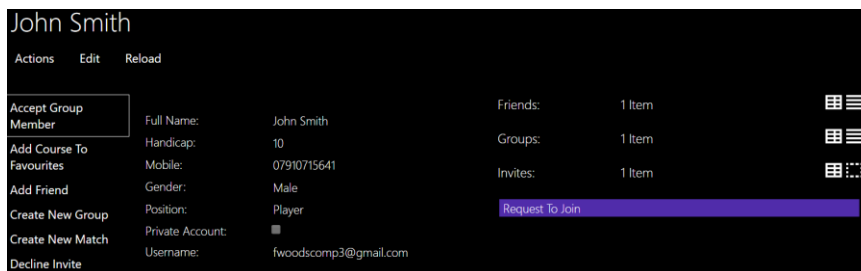 John Smith
Actions Edit Reload
Accept Group
Member
Add Course To
Favourites
Add Friend
Create New Group
Create New Match
Decline Invite
Full Name: John Smith
Handicap: 10
Mobile: 07910715641
Gender: Male
Position: Player
Private Account:
Username: fwoodscomp3@gmail.com
Friends: 1 Item
Groups: 1 Item
Invites: 1 Item
Request To Join